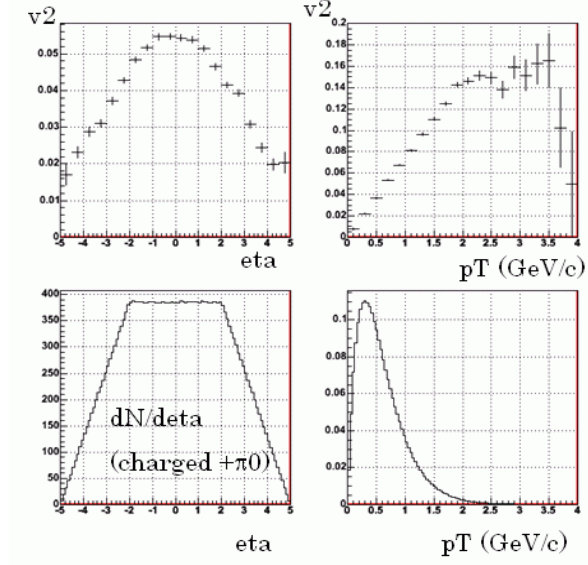 v2
0.05
0.04
0.03
0.02
0.01
0
-5 -4 -3 -2 -1 0 1 2 3 4 5
eta
v2
0.2
0.18
0.16
0.14
0.12
0.1
0.08
0.06
0.04
0.02
0
0 0.5 1 1.5 2 2.5 3 3.5 4
pT (GeV/c)
400
350
300
250
200
150
100
50
0
-5 -4 -3 -2 -1 0 1 2 3 4 5
dN/deta
(charged +π0)
eta
0.1
0.08
0.06
0.04
0.02
0
0 0.5 1 1.5 2 2.5 3 3.5 4
pT (GeV/c)